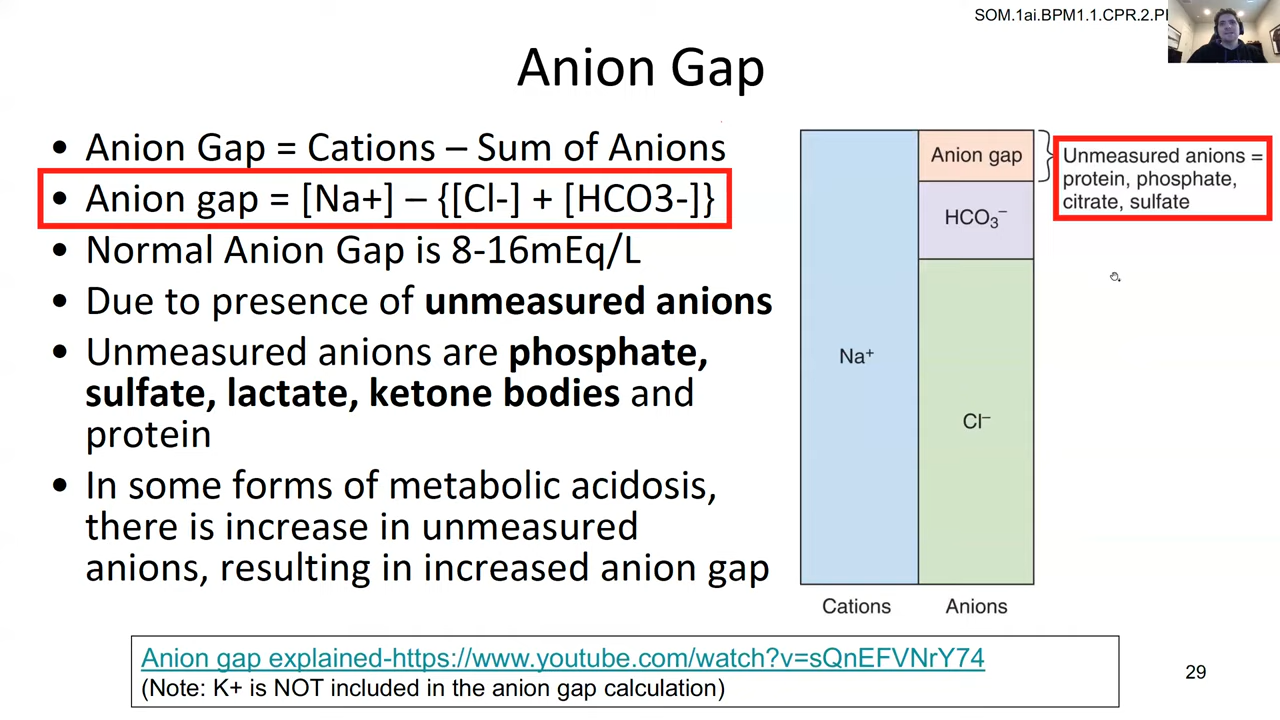 SOM.1ai.BPM1.1.CPR.2.
Anion Gap
• Anion Gap = Cations – Sum of Anions
• Anion gap = [Na+] – {[Cl-] + [HCO3-]}
• Normal Anion Gap is 8-16mEq/L
• Due to presence of unmeasured anions
• Unmeasured anions are phosphate,
sulfate, lactate, ketone bodies and
protein
• In some forms of metabolic acidosis,
there is increase in unmeasured
anions, resulting in increased anion gap
Anion gap
HCO₃⁻
Na⁺
Cl⁻
Cations
Anions
Unmeasured anions =
protein, phosphate,
citrate, sulfate
Anion gap explained-https://www.youtube.com/watch?v=sQnEFVNrY74
(Note: K+ is NOT included in the anion gap calculation)
29